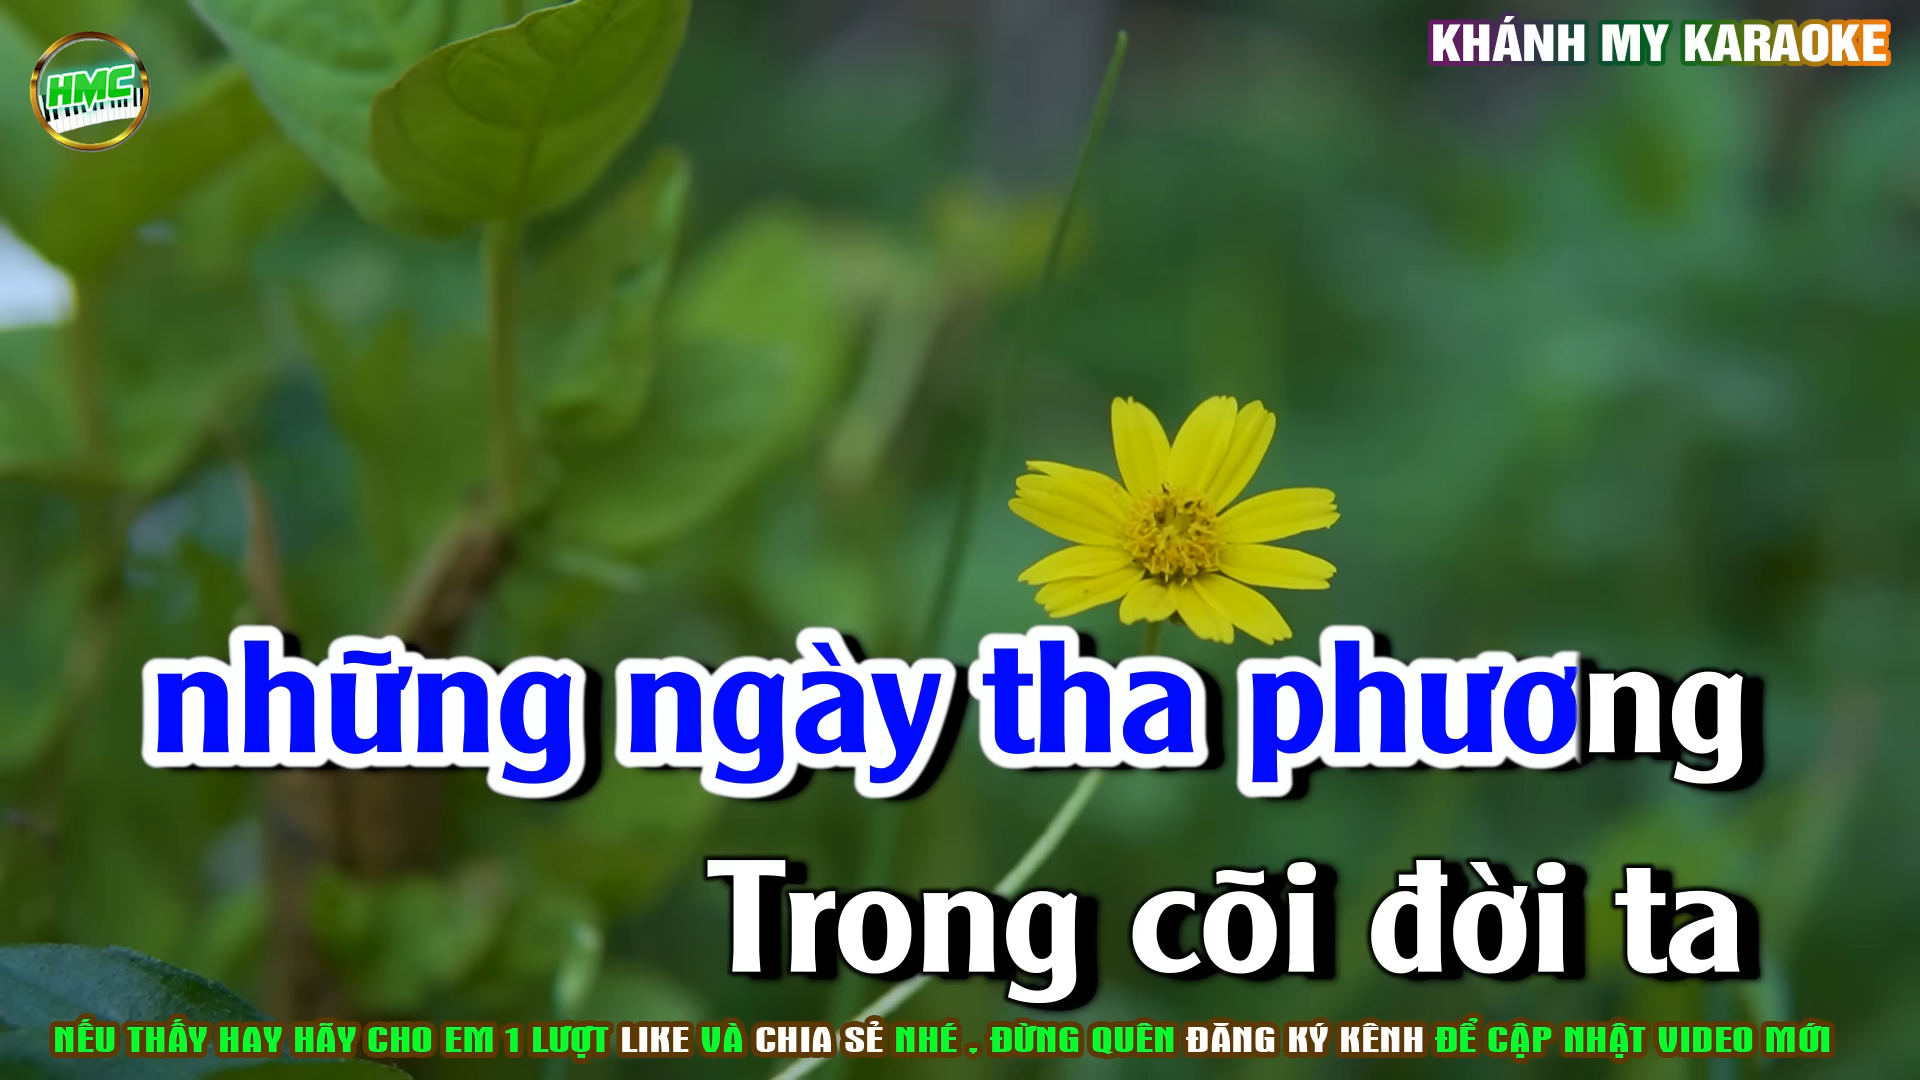 HMC
KHÁNH MY KARAOKE
những ngày tha phương
Trong cõi đời ta
NẾU THẤY HAY HÃY CHO EM 1 LƯỢT LIKE VÀ CHIA SẺ NHÉ , ĐỪNG QUÊN ĐĂNG KÝ KÊNH ĐỂ CẬP NHẬT VIDEO MỚI